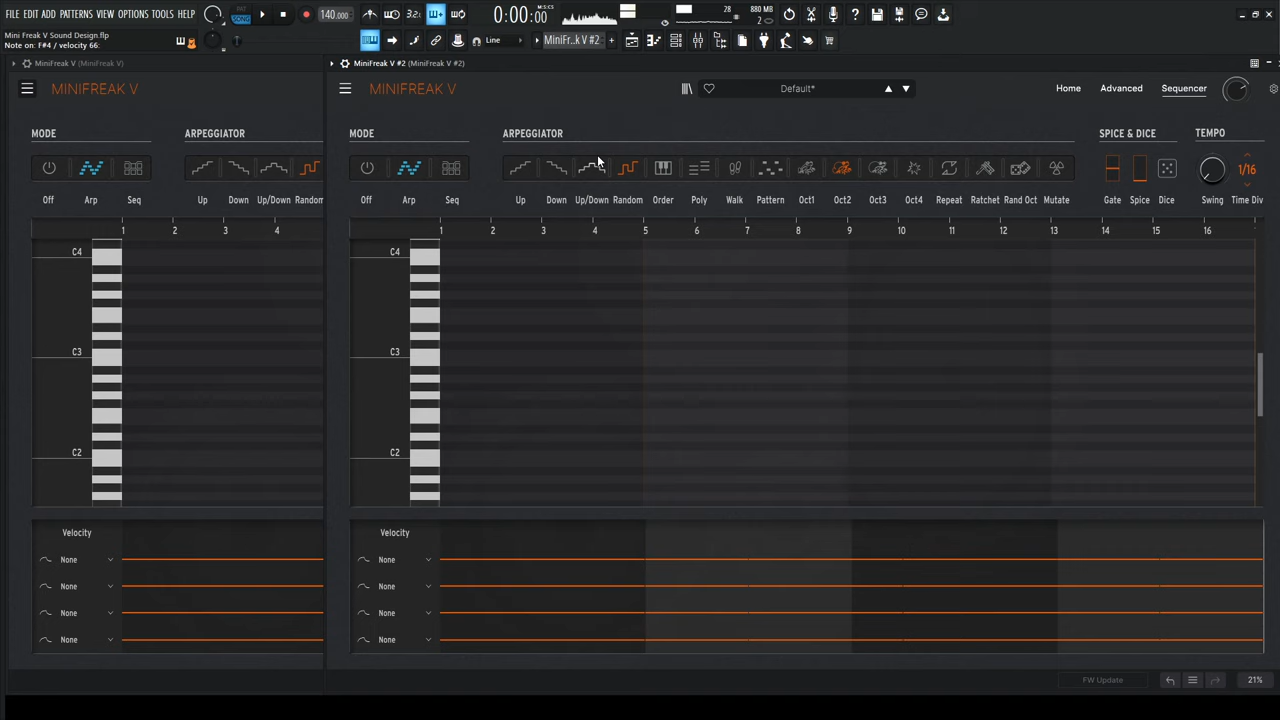 FILE EDIT ADD PATTERNS VIEW OPTIONS TOOLS HELP
PAT
SONG
140.000
0:00:00
M:S:CS
28
880 MB
2
Mini Freak V Sound Design.flp
Note on: F#4 / velocity 66.
Line
MiniFr..k V #2
MiniFreak V (MiniFreak V)
MiniFreak V #2 (MiniFreak V #2)
MINIFREAK V
MINIFREAK V
Default*
Home
Advanced
Sequencer
MODE
ARPEGGIATOR
MODE
ARPEGGIATOR
SPICE & DICE
TEMPO
1/16
Off Arp Seq Up Down Up/Down Random
Off Arp Seq Up Down Up/Down Random Order Poly Walk Pattern Oct1 Oct2 Oct3 Oct4 Repeat Ratchet Rand Oct Mutate Gate Spice Dice Swing Time Div
1 2 3 4
1 2 3 4 5 6 7 8 9 10 11 12 13 14 15 16
C4 C4
C3 C3
C2 C2
Velocity Velocity
None None
None None
None None
None None
FW Update
21%